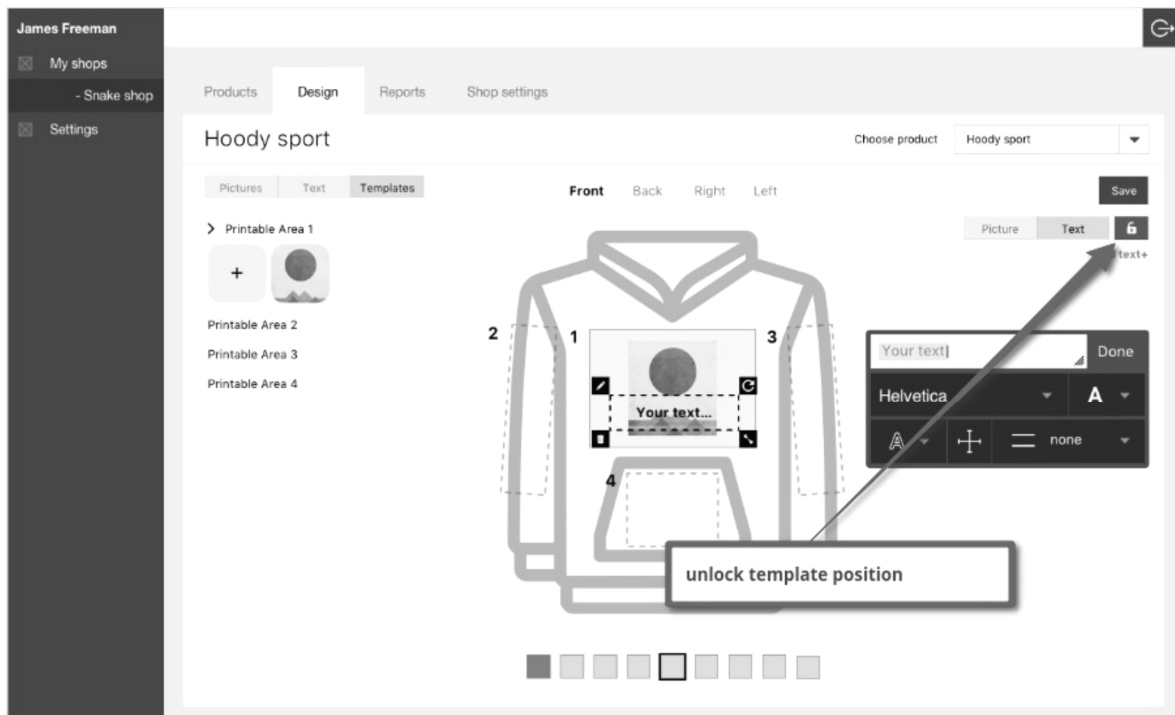 James Freeman
My shops
- Snake shop
Settings
Products Design Reports Shop settings
Hoody sport
Choose product Hoody sport
Pictures Text Templates
Front Back Right Left
Save
Picture Text
text+
Printable Area 1
+
Printable Area 2
Printable Area 3
Printable Area 4
2 1 3
Your text...
4
Your text Done
Helvetica A
A none
unlock template position